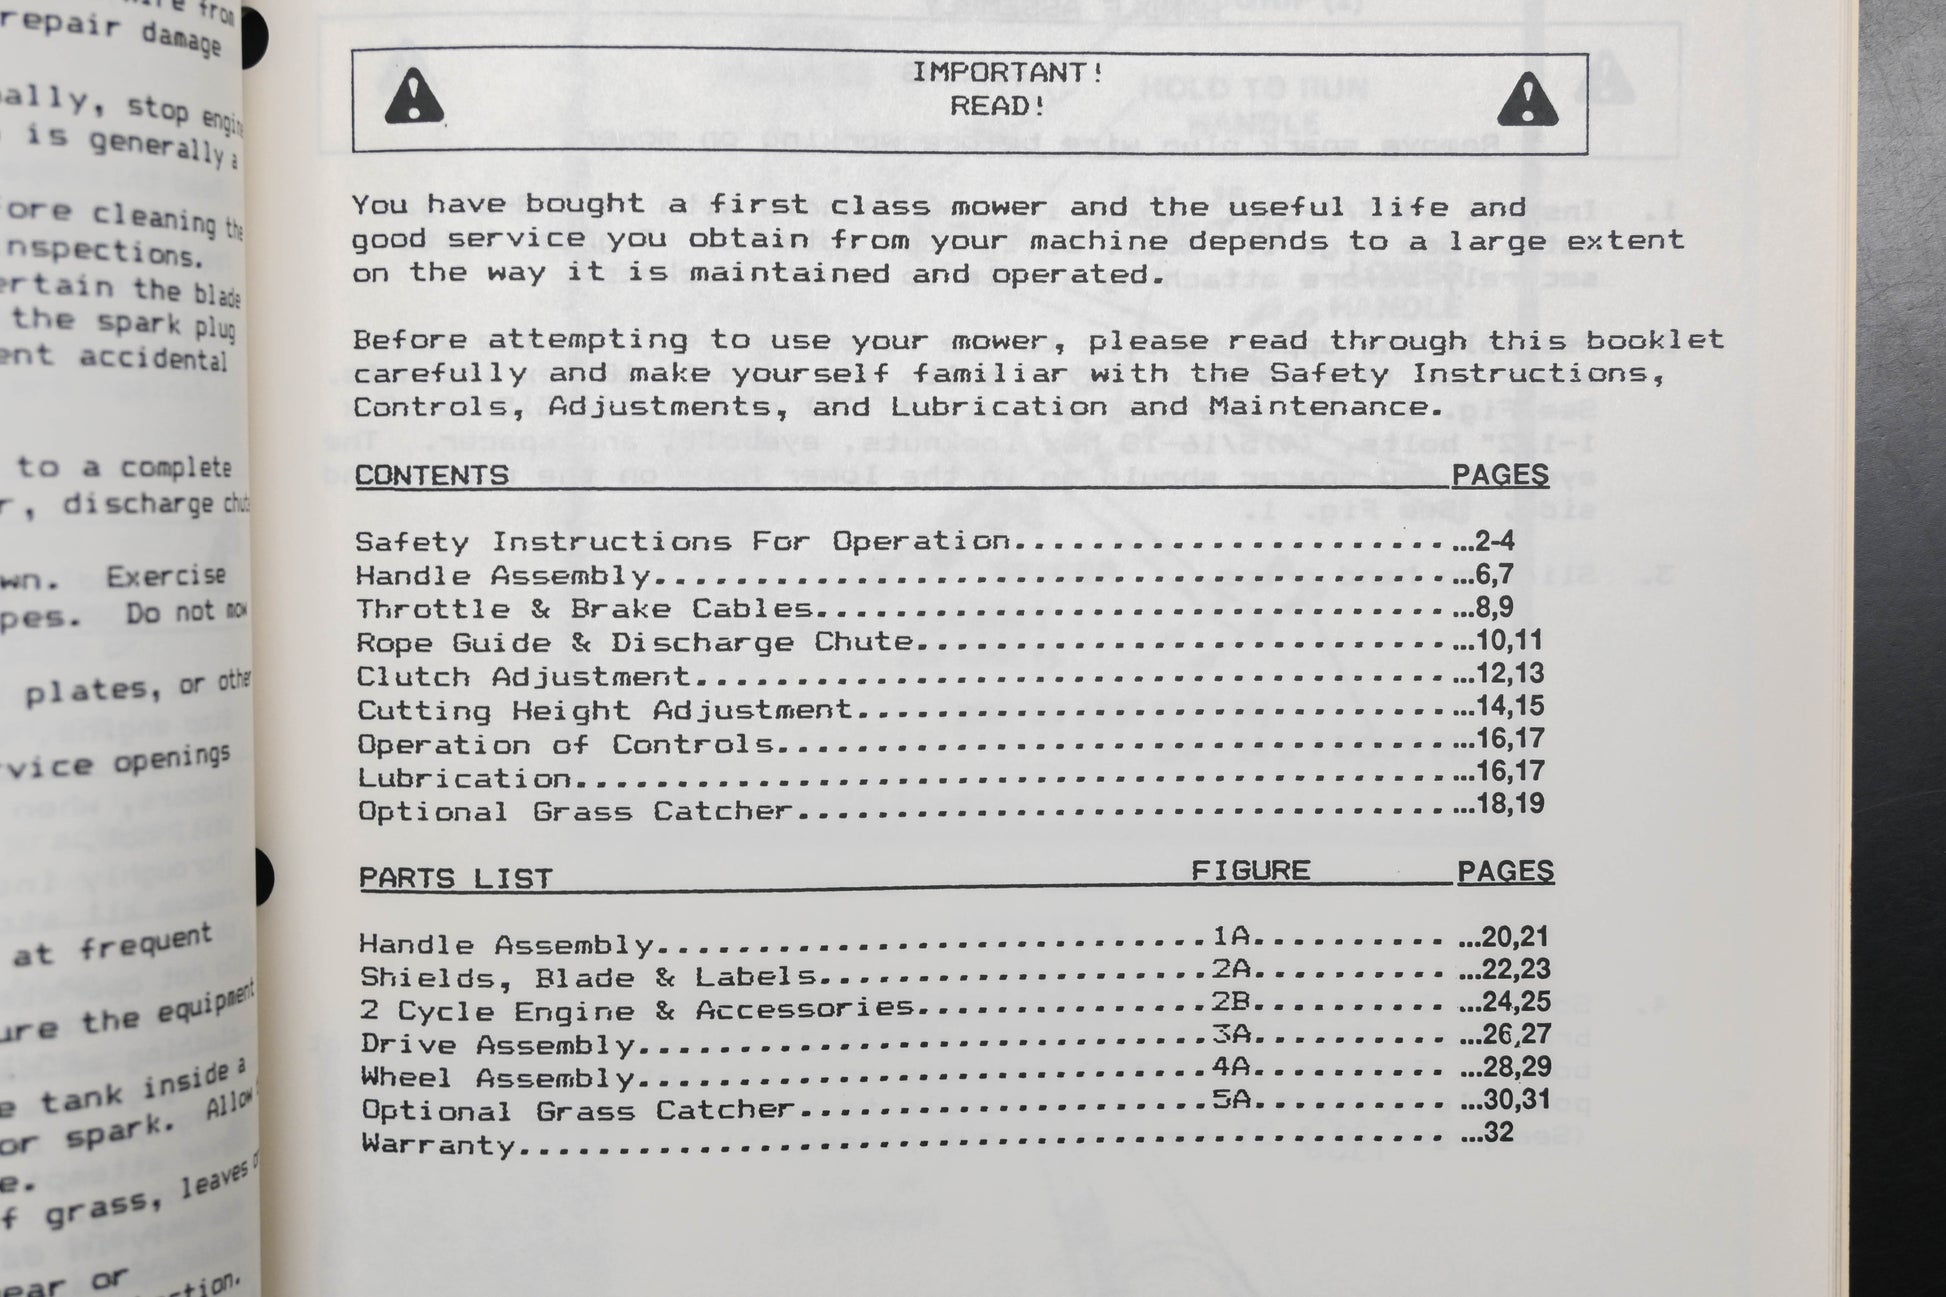 repair damage
ally, stop engine
is generally a
fore cleaning the
nspections.
ertain the blade
the spark plug
ent accidental
to a complete
r, discharge chute
wn. Exercise
pes. Do not mow
plates, or other
vice openings
at frequent
ure the equipment
e tank inside a
or spark. Allow
e.
f grass, leaves or
ear or
IMPORTANT!
READ!
You have bought a first class mower and the useful life and
good service you obtain from your machine depends to a large extent
on the way it is maintained and operated.
Before attempting to use your mower, please read through this booklet
carefully and make yourself familiar with the Safety Instructions,
Controls, Adjustments, and Lubrication and Maintenance.
CONTENTS PAGES
Safety Instructions For Operation.........................2-4
Handle Assembly...........................................6,7
Throttle & Brake Cables...................................8,9
Rope Guide & Discharge Chute..............................10,11
Clutch Adjustment.........................................12,13
Cutting Height Adjustment.................................14,15
Operation of Controls.....................................16,17
Lubrication...............................................16,17
Optional Grass Catcher....................................18,19
PARTS LIST FIGURE PAGES
Handle Assembly............................1A.............20,21
Shields, Blade & Labels....................2A.............22,23
2 Cycle Engine & Accessories...............2B.............24,25
Drive Assembly.............................3A.............26,27
Wheel Assembly.............................4A.............28,29
Optional Grass Catcher.....................5A.............30,31
Warranty..................................................32